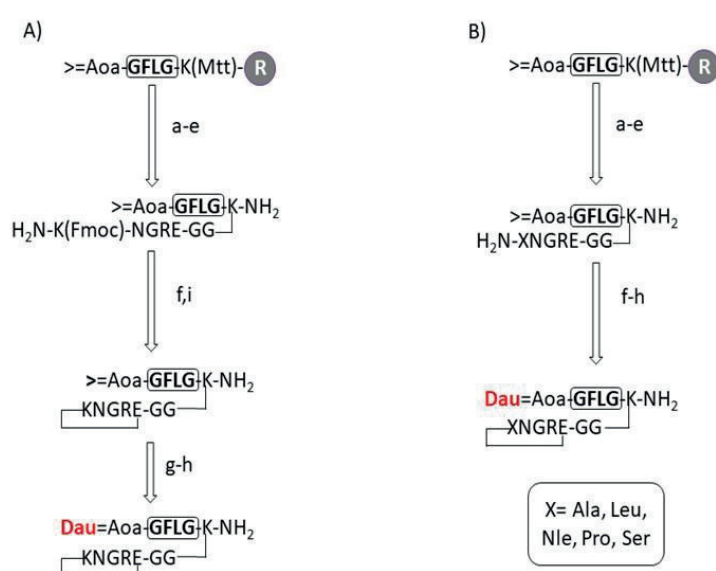 A)
>=Aoa-GFLG-K(Mtt)-R
a-e
>=Aoa-GFLG-K-NH2
H2N-K(Fmoc)-NGRE-GG
f,i
>=Aoa-GFLG-K-NH2
KNGRE-GG
g-h
Dau=Aoa-GFLG-K-NH2
KNGRE-GG
B)
>=Aoa-GFLG-K(Mtt)-R
a-e
>=Aoa-GFLG-K-NH2
H2N-XNGRE-GG
f-h
Dau=Aoa-GFLG-K-NH2
XNGRE-GG
X= Ala, Leu,
Nle, Pro, Ser